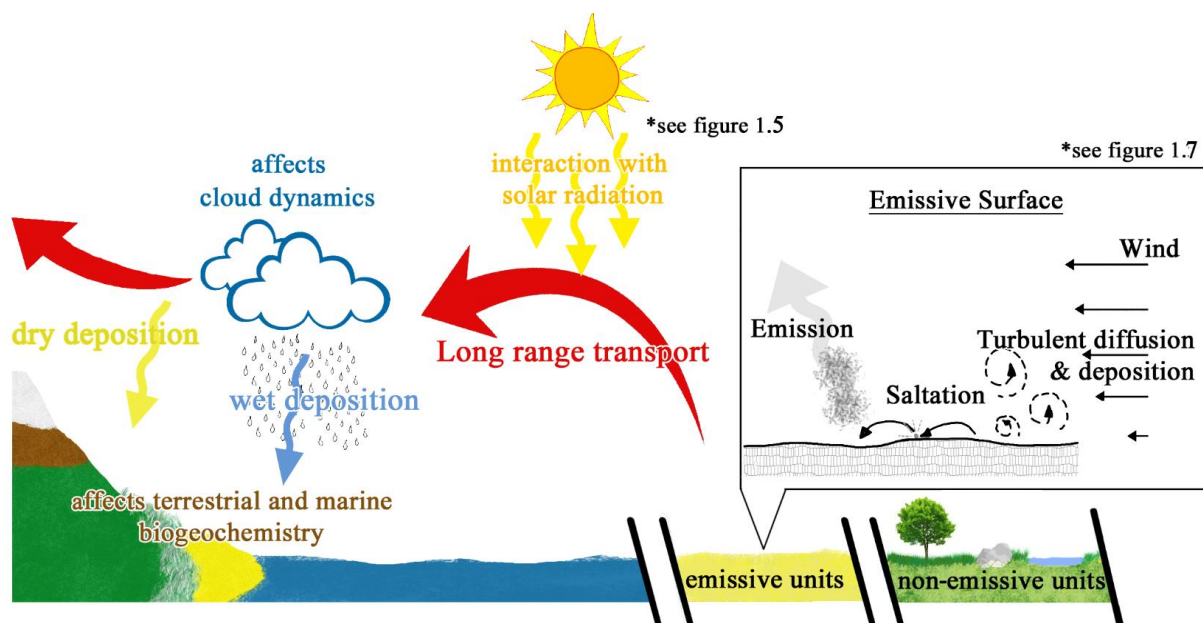 *see figure 1.5
*see figure 1.7
affects
cloud dynamics
interaction with
solar radiation
Emissive Surface
Wind
dry deposition
Emission
Turbulent diffusion
& deposition
Long range transport
Saltation
wet deposition
affects terrestrial and marine
biogeochemistry
emissive units
non-emissive units